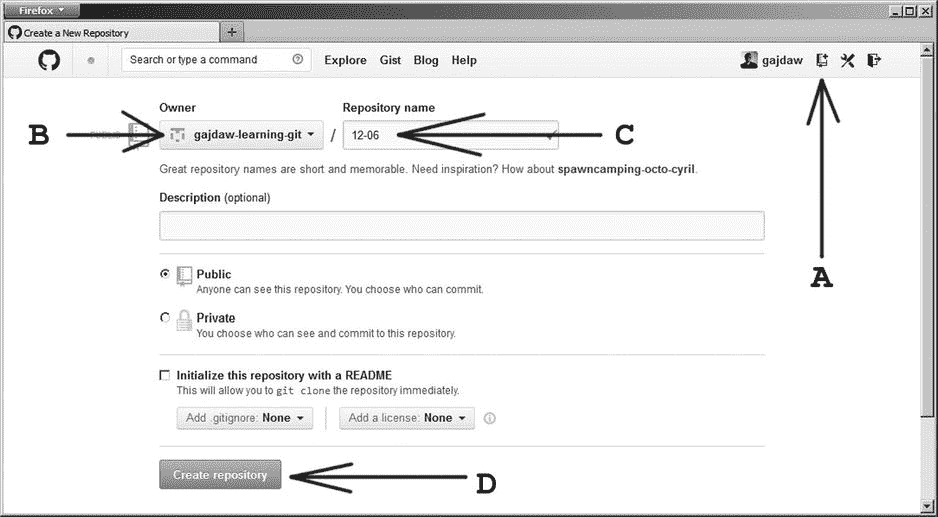 Firefox
Create a New Repository
Search or type a command
Explore Gist Blog Help
gajdaw
Owner
Repository name
B
gajdaw-learning-git / 12-06
C
Great repository names are short and memorable. Need inspiration? How about spawncamping-octo-cyril.
Description (optional)
A
Public
Anyone can see this repository. You choose who can commit.
Private
You choose who can see and commit to this repository.
Initialize this repository with a README
This will allow you to git clone the repository immediately.
Add .gitignore: None
Add a license: None
Create repository
D